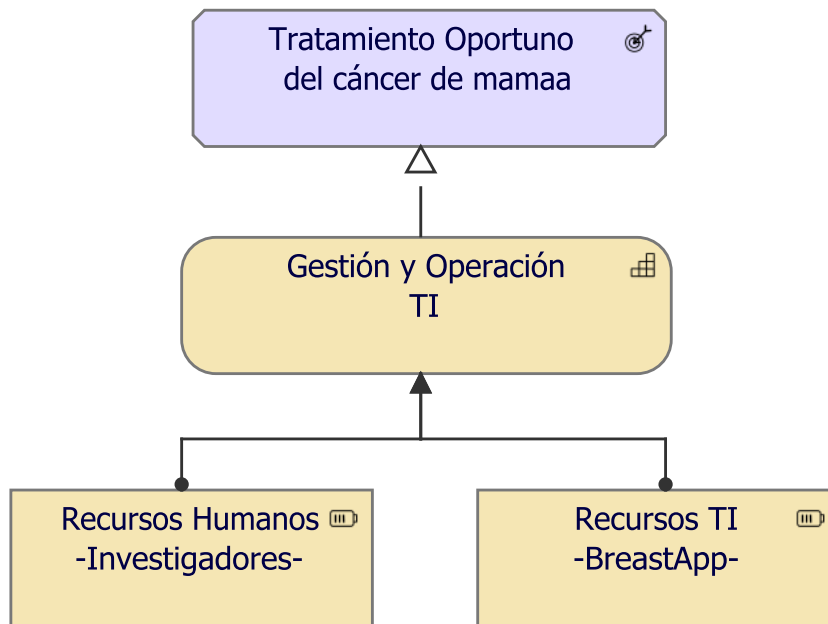 Tratamiento Oportuno
del cáncer de mamaa
Gestión y Operación
TI
Recursos Humanos
-Investigadores-
Recursos TI
-BreastApp-